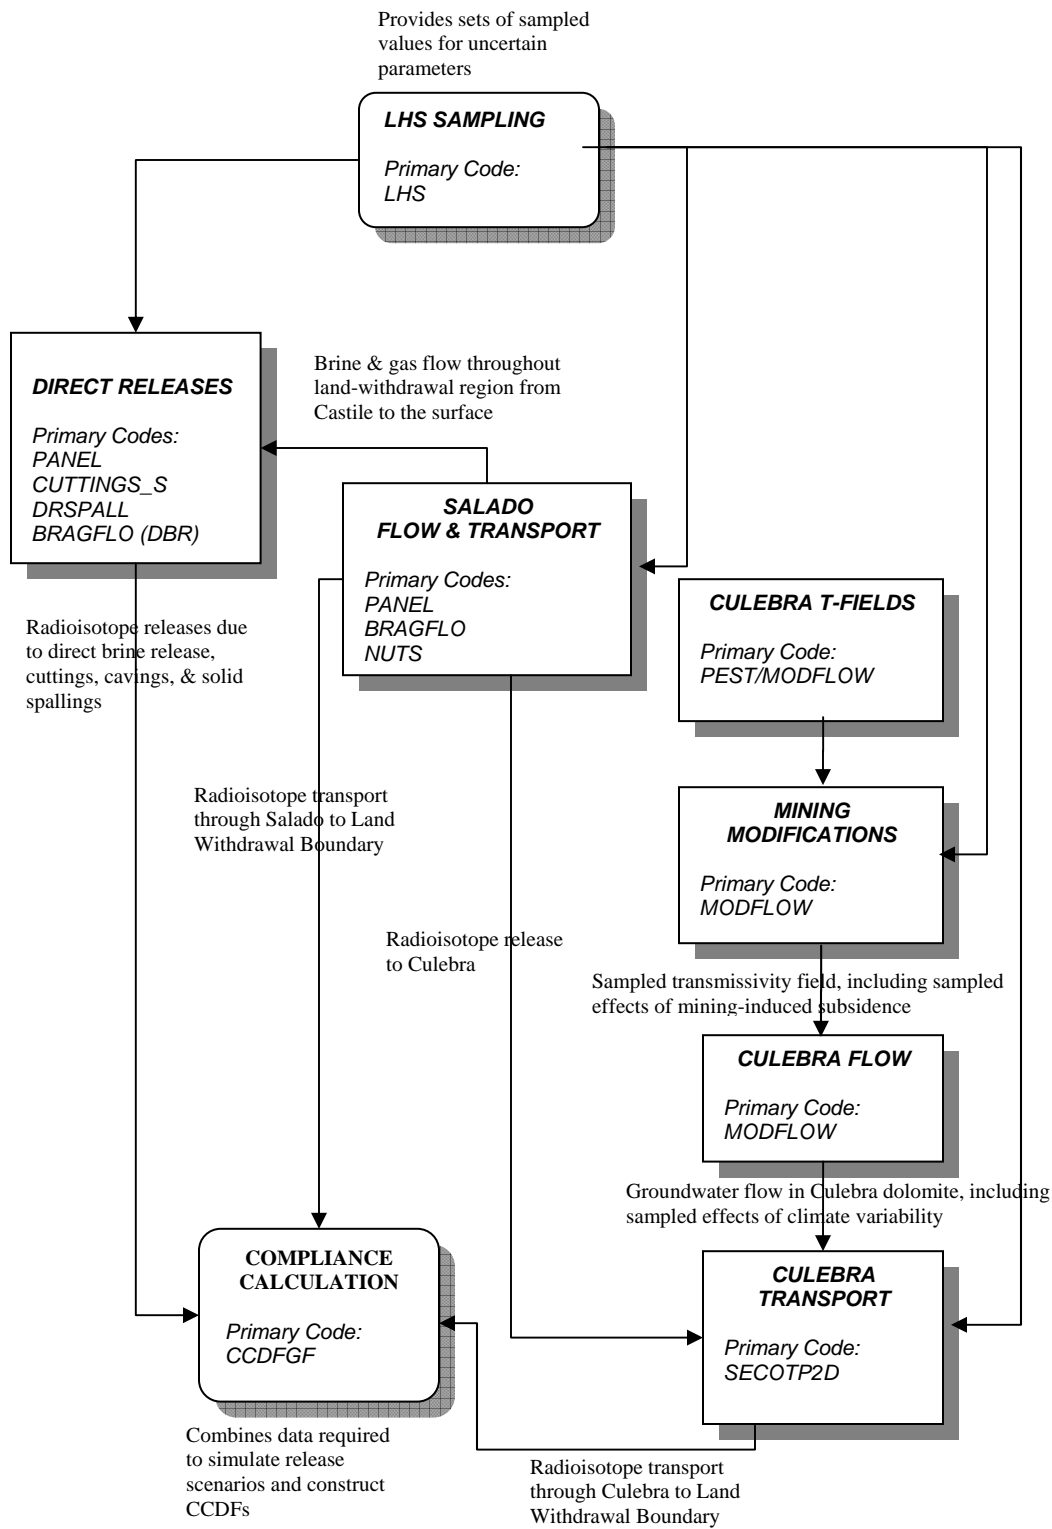 Provides sets of sampled
values for uncertain
parameters
LHS SAMPLING
Primary Code:
LHS
DIRECT RELEASES
Primary Codes:
PANEL
CUTTINGS_S
DRSPALL
BRAGFLO (DBR)
Brine & gas flow throughout
land-withdrawal region from
Castile to the surface
SALADO
FLOW & TRANSPORT
Primary Codes:
PANEL
BRAGFLO
NUTS
CULEBRA T-FIELDS
Primary Code:
PEST/MODFLOW
Radioisotope releases due
to direct brine release,
cuttings, cavings, & solid
spallings
Radioisotope transport
through Salado to Land
Withdrawal Boundary
MINING
MODIFICATIONS
Primary Code:
MODFLOW
Radioisotope release
to Culebra
Sampled transmissivity field, including sampled
effects of mining-induced subsidence
CULEBRA FLOW
Primary Code:
MODFLOW
Groundwater flow in Culebra dolomite, including
sampled effects of climate variability
COMPLIANCE
CALCULATION
Primary Code:
CCDFGF
CULEBRA
TRANSPORT
Primary Code:
SECOTP2D
Combines data required
to simulate release
scenarios and construct
CCDFs
Radioisotope transport
through Culebra to Land
Withdrawal Boundary